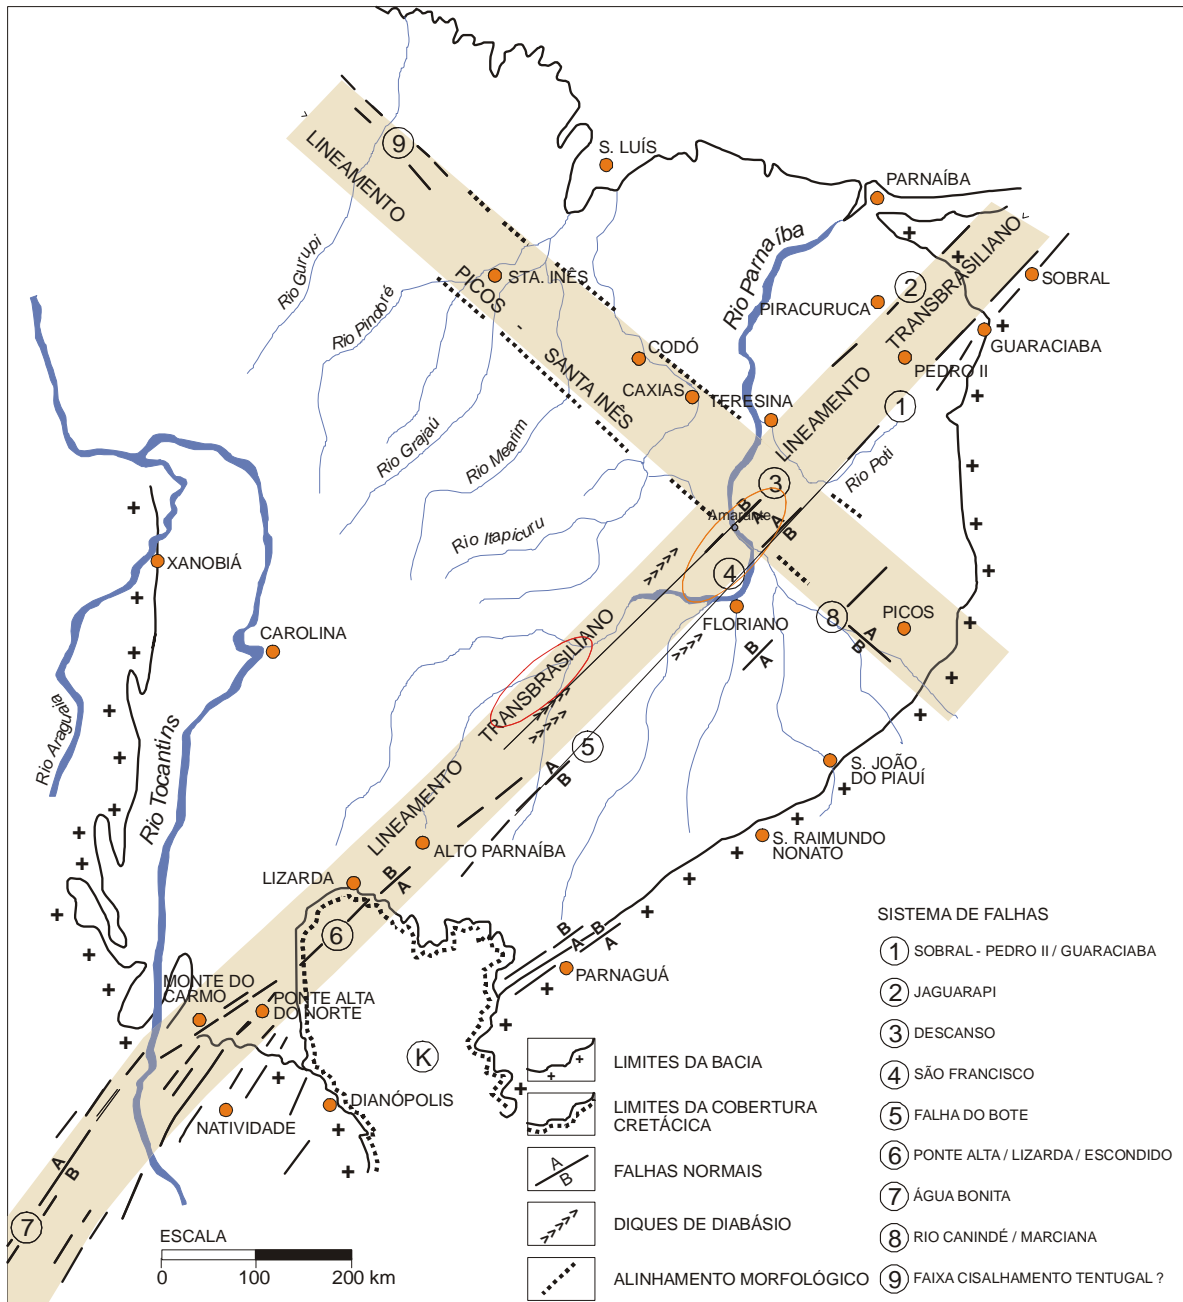 9
LINEAMENTO
PICOS - SANTA INÊS
Rio Gurupi
Rio Pindoré
Rio Grajaú
Rio Mearim
Rio Itapicuru
S. LUÍS
STA. INÊS
CODÓ
CAXIAS
TERESINA
PARNAÍBA
Rio Parnaíba
PIRACURUCA
2
LINEAMENTO TRANSBRASILIANO
SOBRAL
GUARACIABA
PEDRO II
1
Rio Poti
3
B
A
A
B
Amarante
4
FLORIANO
B
A
8
A
B
PICOS
XANOBIÁ
CAROLINA
Rio Araguaia
Rio Tocantins
LINEAMENTO TRANSBRASILIANO
5
A
B
S. JOÃO
DO PIAUÍ
S. RAIMUNDO
NONATO
ALTO PARNAÍBA
LIZARDA
B
A
6
B
A B
A
PARNAGUÁ
MONTE DO
CARMO
PONTE ALTA
DO NORTE
K
DIANÓPOLIS
NATIVIDADE
A
B
7
ESCALA
0 100 200 km
LIMITES DA BACIA
LIMITES DA COBERTURA
CRETÁCICA
A
B
FALHAS NORMAIS
DIQUES DE DIABÁSIO
ALINHAMENTO MORFOLÓGICO
SISTEMA DE FALHAS
1 SOBRAL - PEDRO II / GUARACIABA
2 JAGUARAPI
3 DESCANSO
4 SÃO FRANCISCO
5 FALHA DO BOTE
6 PONTE ALTA / LIZARDA / ESCONDIDO
7 ÁGUA BONITA
8 RIO CANINDÉ / MARCIANA
9 FAIXA CISALHAMENTO TENTUGAL ?